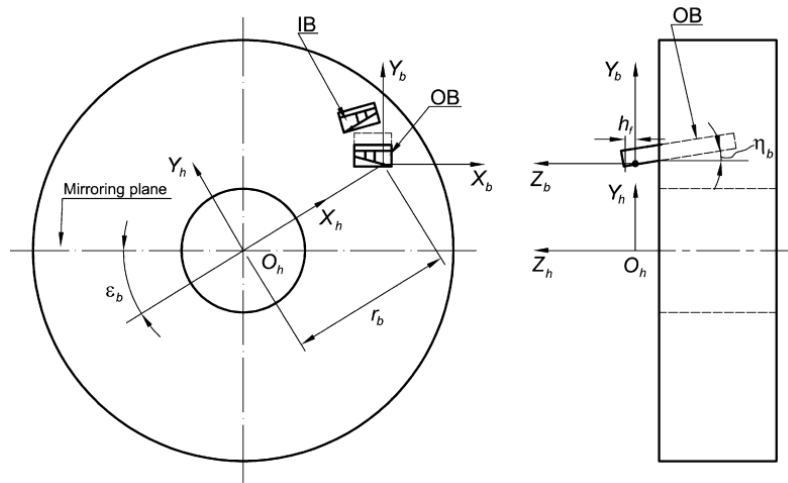 IB
Y_b
OB
X_b
Y_h
X_h
Mirroring plane
O_h
ε_b
r_b
OB
Y_b
h_f
η_b
Z_b
Y_h
Z_h
O_h